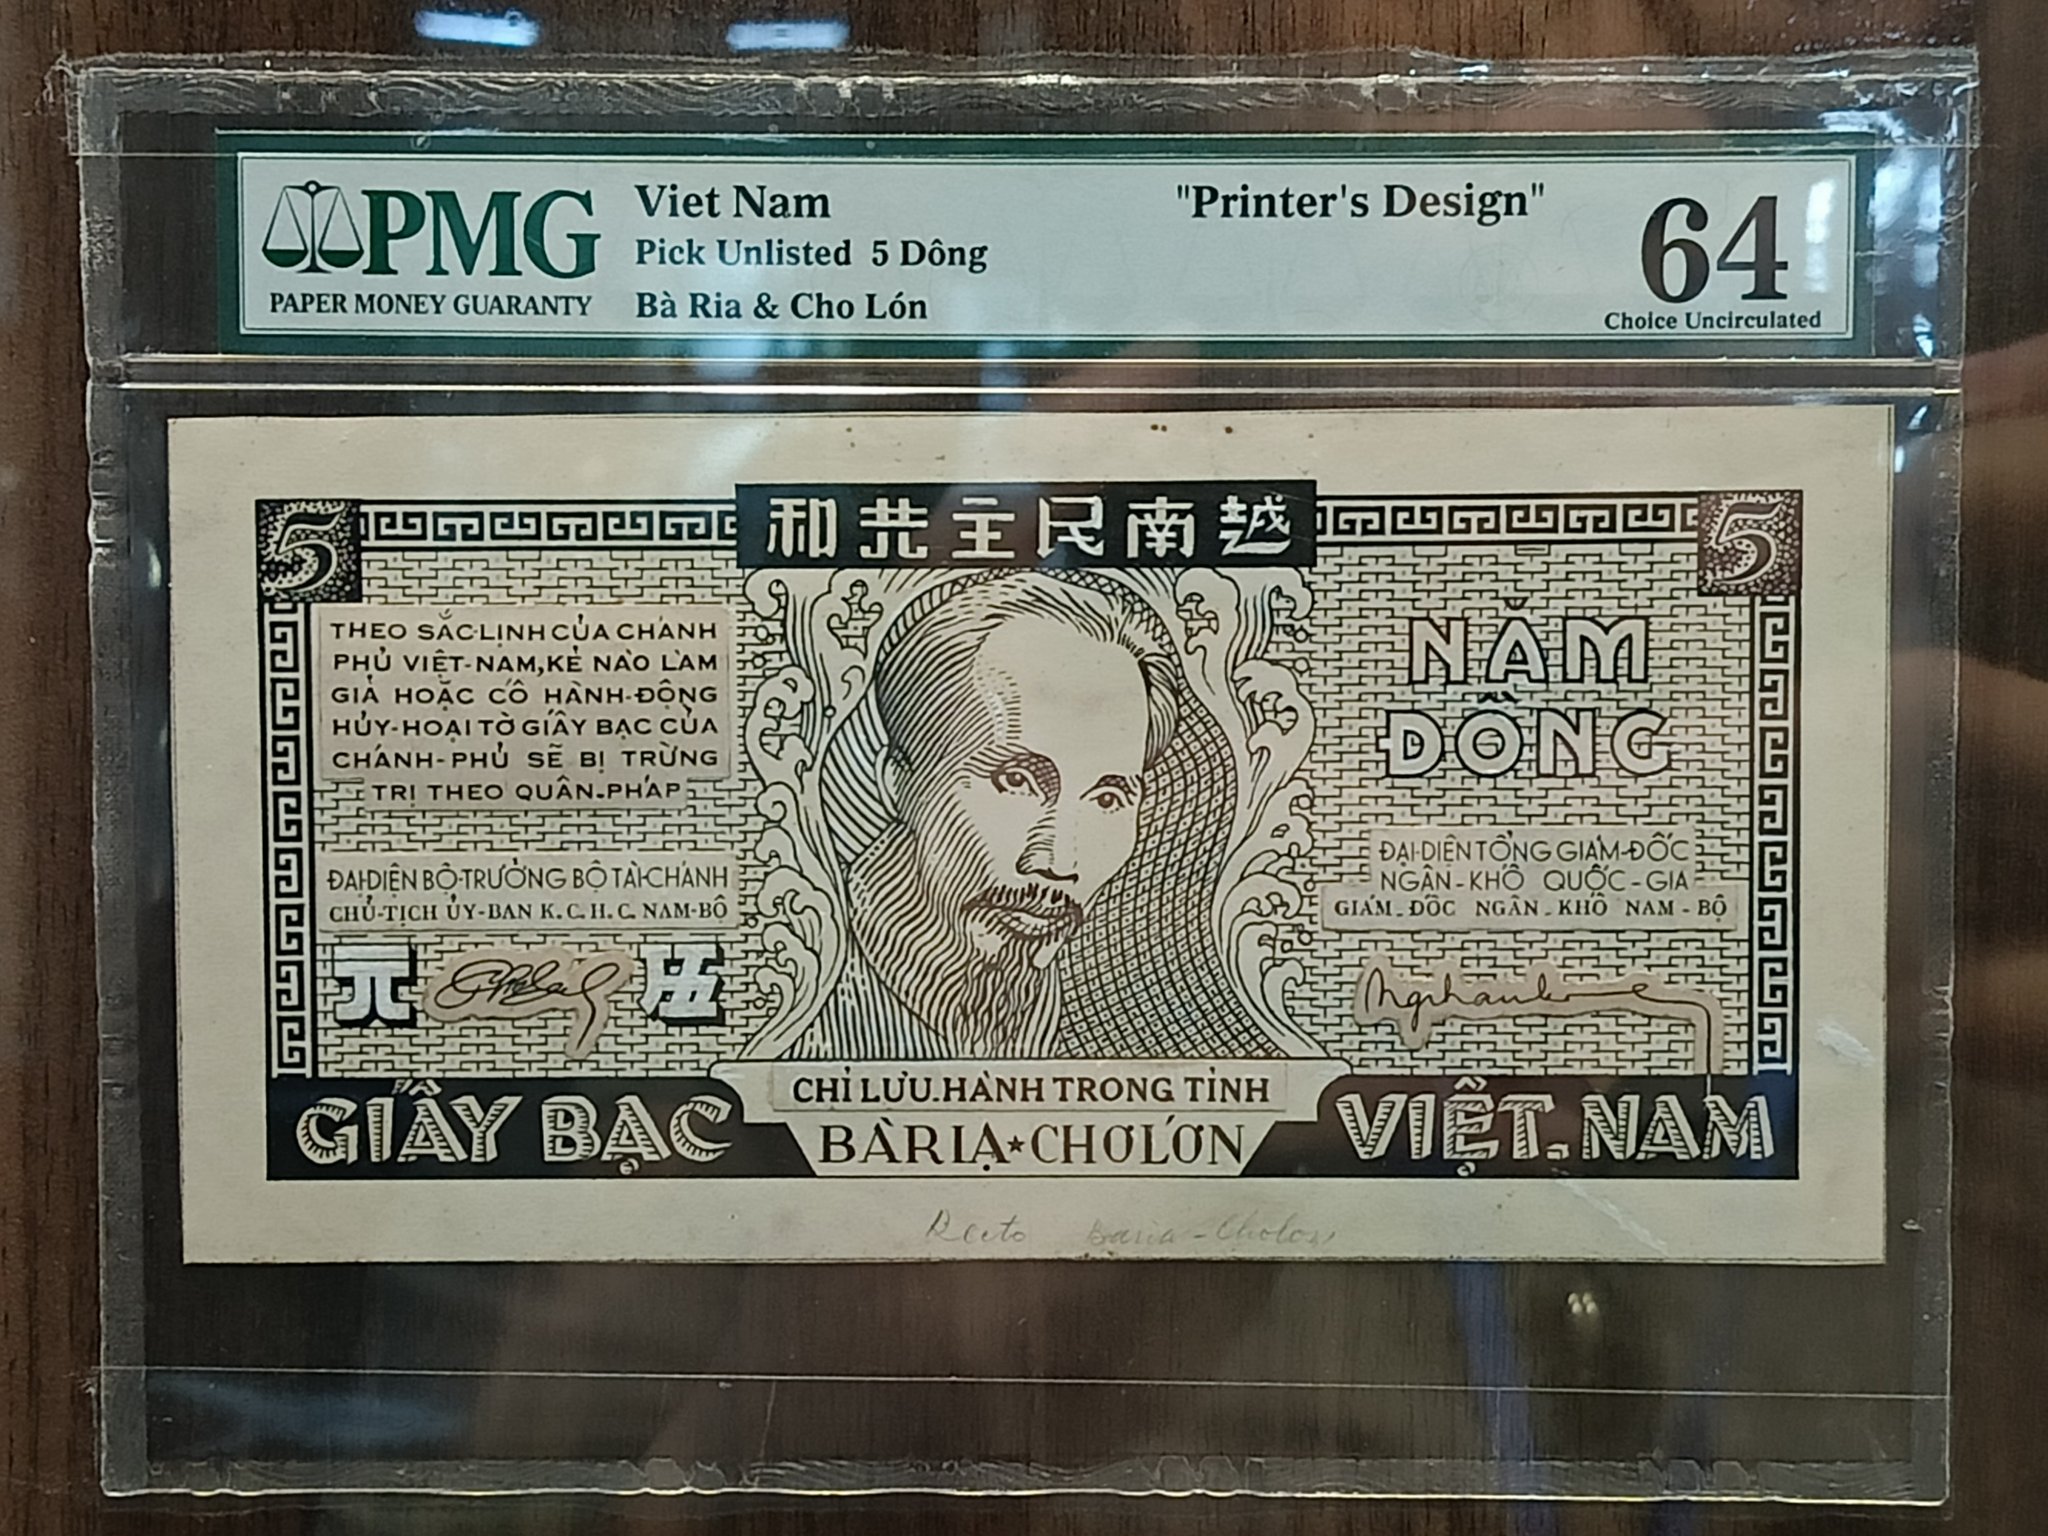 PMG
PAPER MONEY GUARANTY
Viet Nam
Pick Unlisted 5 Dông
Bà Ria & Cho Lón
"Printer's Design"
64
Choice Uncirculated
5
和共主民南越
5
THEO SẮC-LỊNH CỦA CHÁNH
PHỦ VIỆT-NAM, KẺ NÀO LÀM
GIẢ HOẶC CÓ HÀNH-ĐỘNG
HỦY-HOẠI TỜ GIẤY BẠC CỦA
CHÁNH-PHỦ SẼ BỊ TRỪNG
TRỊ THEO QUÂN-PHÁP
ĐẠI-DIỆN BỘ-TRƯỞNG BỘ TÀI-CHÁNH
CHỦ-TỊCH ỦY-BAN K.C.H.C. NAM-BỘ
元 伍
NĂM
ĐỒNG
ĐẠI-DIỆN TỔNG GIÁM-ĐỐC
NGÂN-KHỐ QUỐC-GIA
GIÁM-ĐỐC NGÂN-KHỐ NAM-BỘ
CHỈ LƯU-HÀNH TRONG TỈNH
GIẤY BẠC
BÀRỊA★CHỢLỚN
VIỆT-NAM
Recto Baria-Cholon